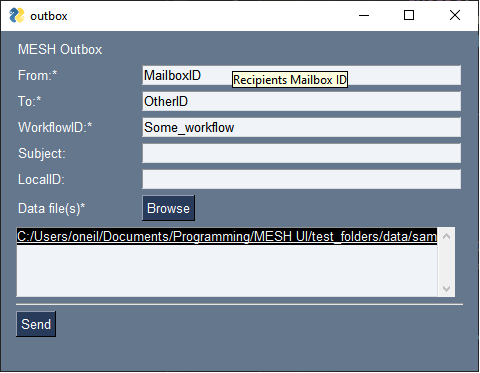 outbox
MESH Outbox
From:* MailboxID
Recipients Mailbox ID
To:* OtherID
WorkflowID:* Some_workflow
Subject:
LocalID:
Data file(s)* Browse
C:/Users/oneil/Documents/Programming/MESH UI/test_folders/data/sam
Send